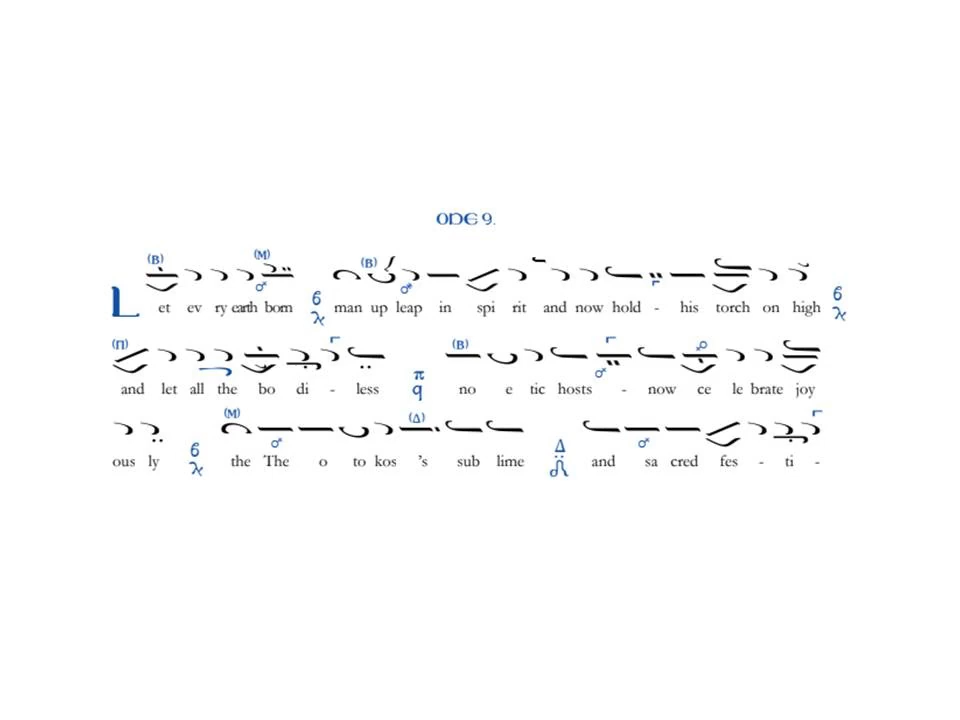 ODE 9.
(B) (M) (B)
Let ev ry earth born man up leap in spi rit and now hold - his torch on high
(Π) (B)
and let all the bo di - less π q no e tic hosts - now ce le brate joy
(M) (Δ)
ous ly the The o to kos 's sub lime Δ and sa cred fes - ti -